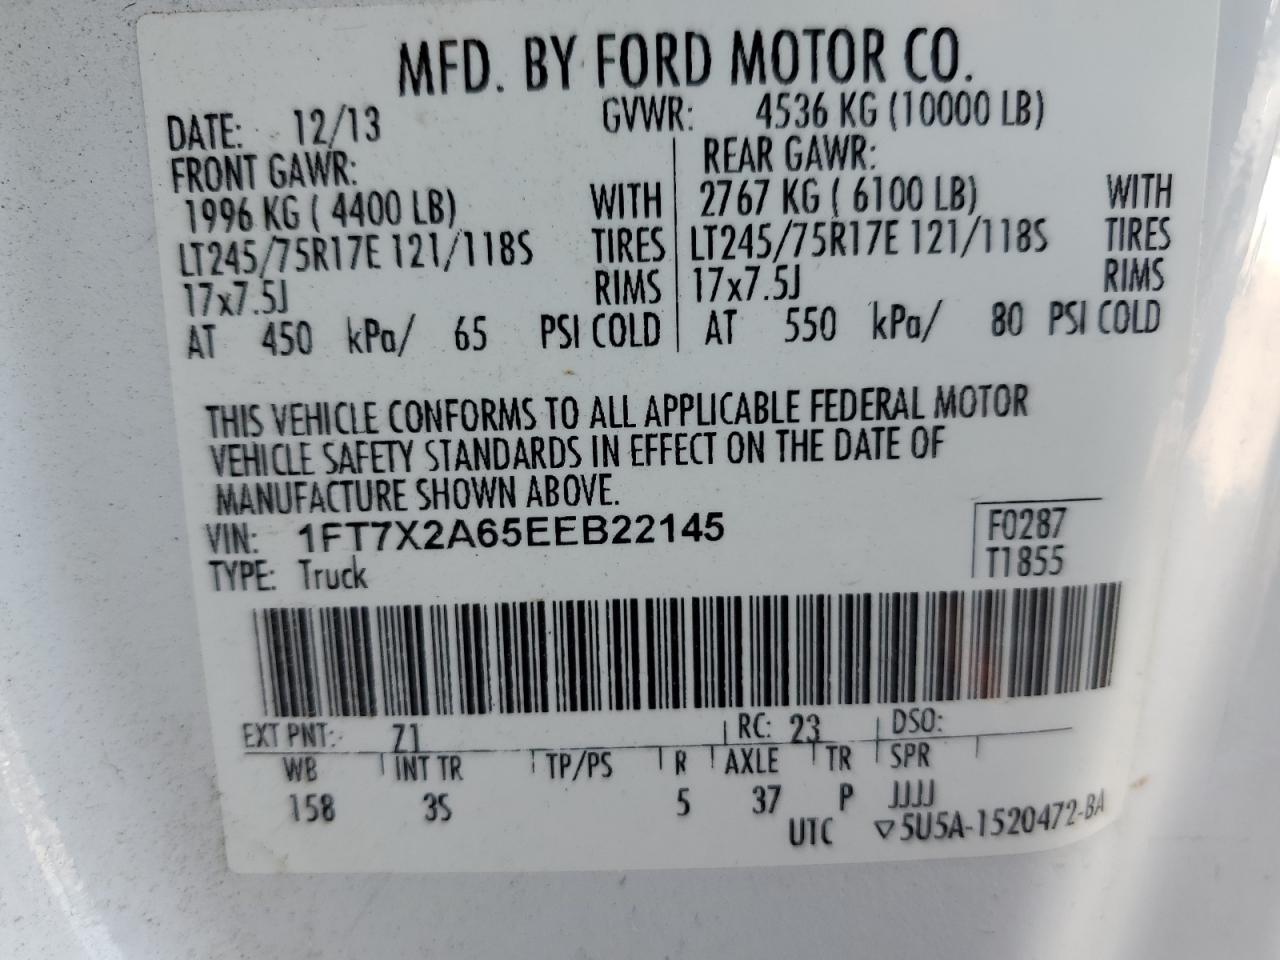 MFD. BY FORD MOTOR CO.
DATE: 12/13 GVWR: 4536 KG (10000 LB)
FRONT GAWR: REAR GAWR:
1996 KG ( 4400 LB) WITH 2767 KG ( 6100 LB) WITH
LT245/75R17E 121/118S TIRES LT245/75R17E 121/118S TIRES
17x7.5J RIMS 17x7.5J RIMS
AT 450 kPa/ 65 PSI COLD AT 550 kPa/ 80 PSI COLD
THIS VEHICLE CONFORMS TO ALL APPLICABLE FEDERAL MOTOR
VEHICLE SAFETY STANDARDS IN EFFECT ON THE DATE OF
MANUFACTURE SHOWN ABOVE.
VIN: 1FT7X2A65EEB22145 F0287
TYPE: Truck T1855
EXT PNT: Z1 RC: 23 DSO:
WB INT TR TP/PS R AXLE TR SPR
158 3S 5 37 P JJJJ
UTC ▽5U5A-1520472-BA